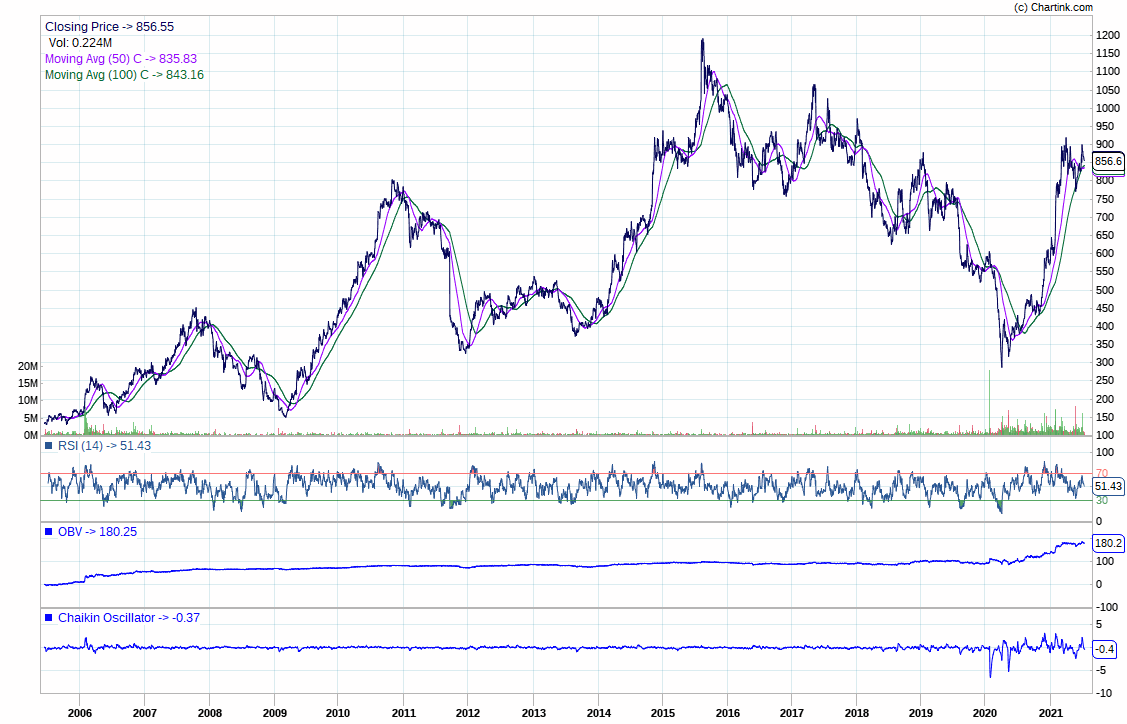 (c) Chartink.com
Closing Price -> 856.55
Vol: 0.224M
Moving Avg (50) C -> 835.83
Moving Avg (100) C -> 843.16
1200
1150
1100
1050
1000
950
900
856.6
800
750
700
650
600
550
500
450
400
350
300
250
200
150
100
20M
15M
10M
5M
0M
RSI (14) -> 51.43
100
70
51.43
30
0
OBV -> 180.25
180.2
100
0
-100
Chaikin Oscillator -> -0.37
5
-0.4
-5
-10
2006 2007 2008 2009 2010 2011 2012 2013 2014 2015 2016 2017 2018 2019 2020 2021